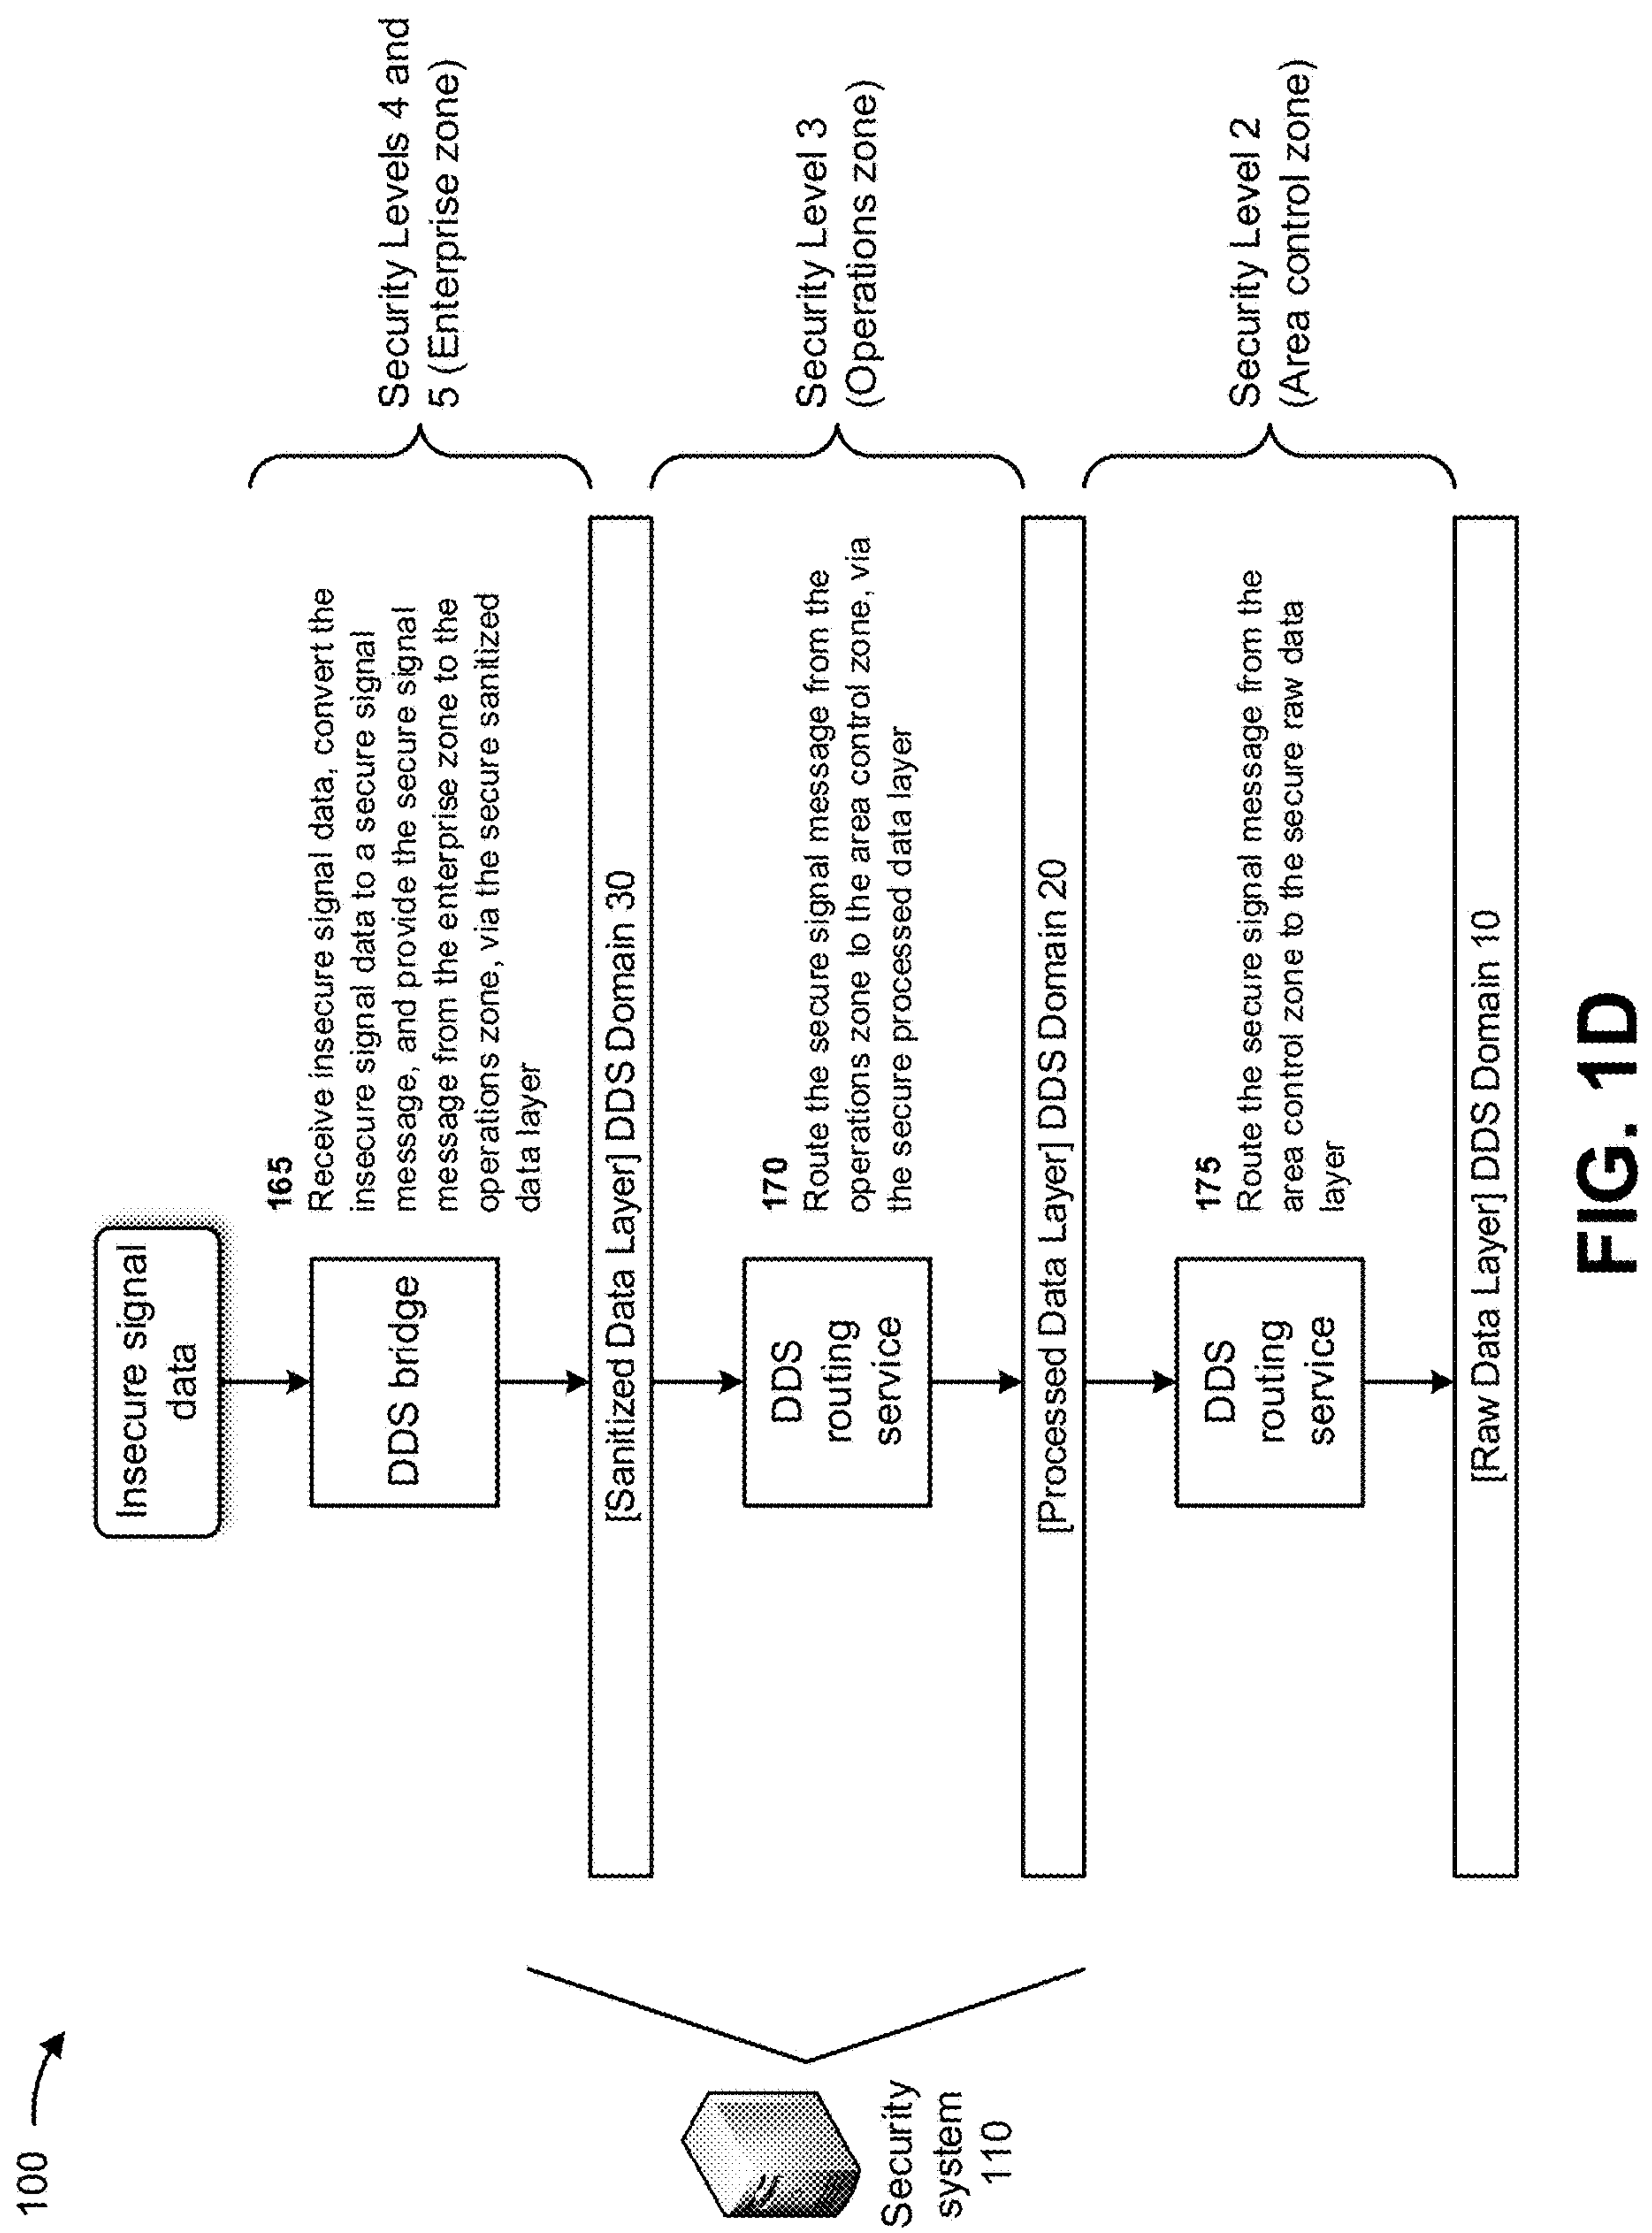 100
Insecure signal
data
165
Receive insecure signal data, convert the
insecure signal data to a secure signal
message, and provide the secure signal
message from the enterprise zone to the
operations zone, via the secure sanitized
data layer
DDS bridge
Security Levels 4 and
5 (Enterprise zone)
[Sanitized Data Layer] DDS Domain 30
170
Route the secure signal message from the
operations zone to the area control zone, via
the secure processed data layer
DDS
routing
service
Security Level 3
(Operations zone)
Security
system
110
[Processed Data Layer] DDS Domain 20
175
Route the secure signal message from the
area control zone to the secure raw data
layer
DDS
routing
service
Security Level 2
(Area control zone)
[Raw Data Layer] DDS Domain 10
FIG. 1D